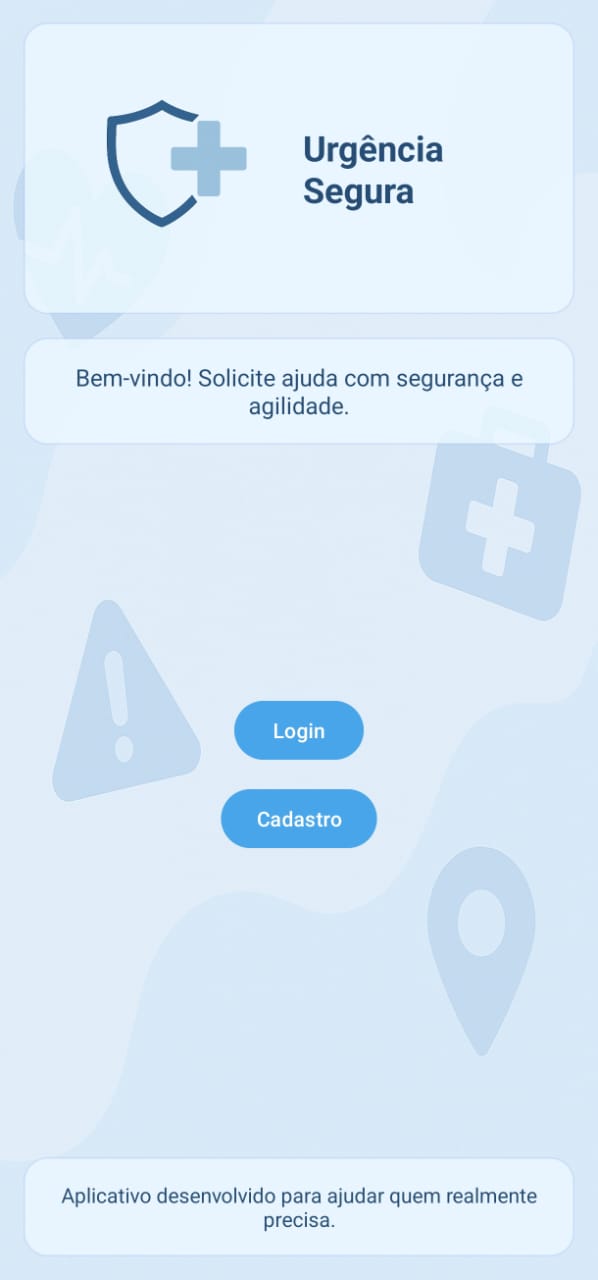 Urgência
Segura
Bem-vindo! Solicite ajuda com segurança e
agilidade.
Login
Cadastro
Aplicativo desenvolvido para ajudar quem realmente
precisa.